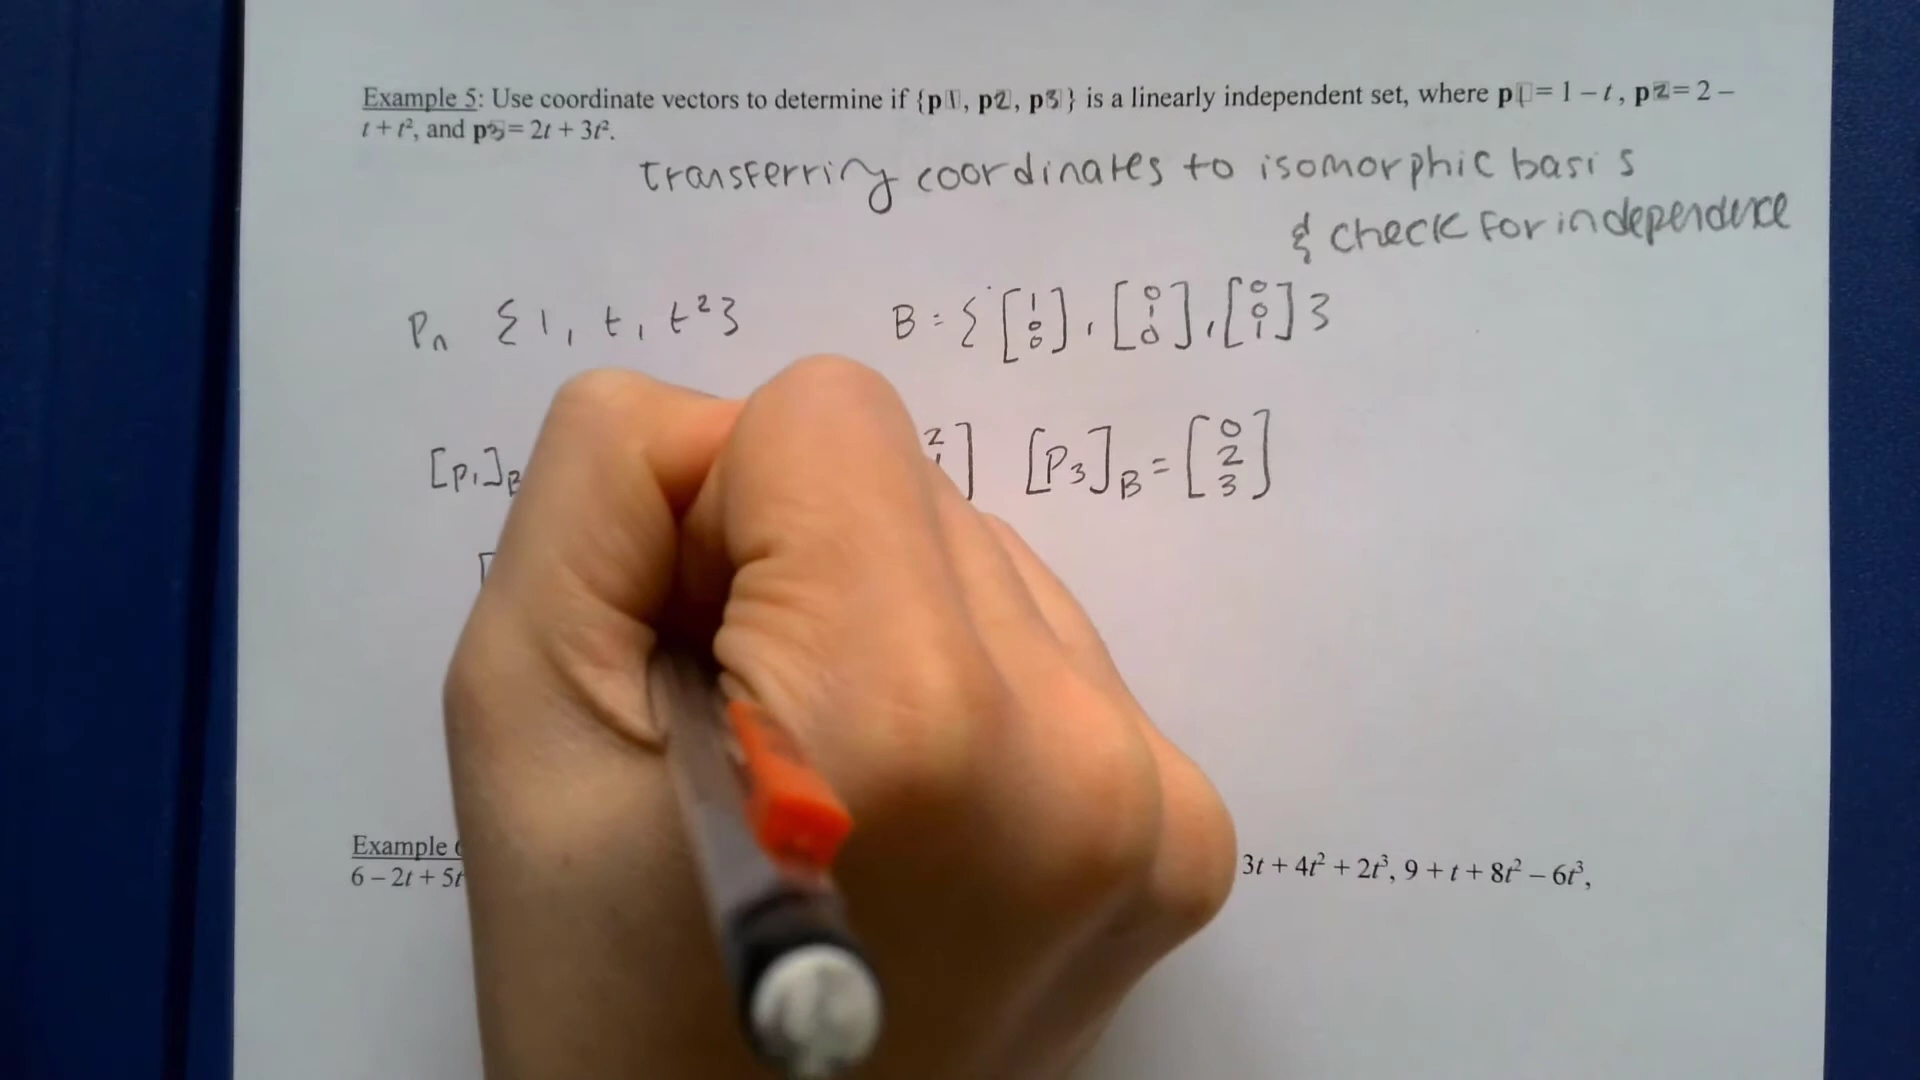 Example 5: Use coordinate vectors to determine if {p1, p2, p3} is a linearly independent set, where p1 = 1 – t, p2 = 2 –
t + t², and p3 = 2t + 3t².
transferring coordinates to isomorphic basis
& check for independence
Pn {1, t, t²} B = {[1 0 0], [0 1 0], [0 0 1]}
[p1]B 2 ] [P3]B = [0 2 3]
[
Example
6 – 2t + 5t 3t + 4t² + 2t³, 9 + t + 8t² – 6t³,